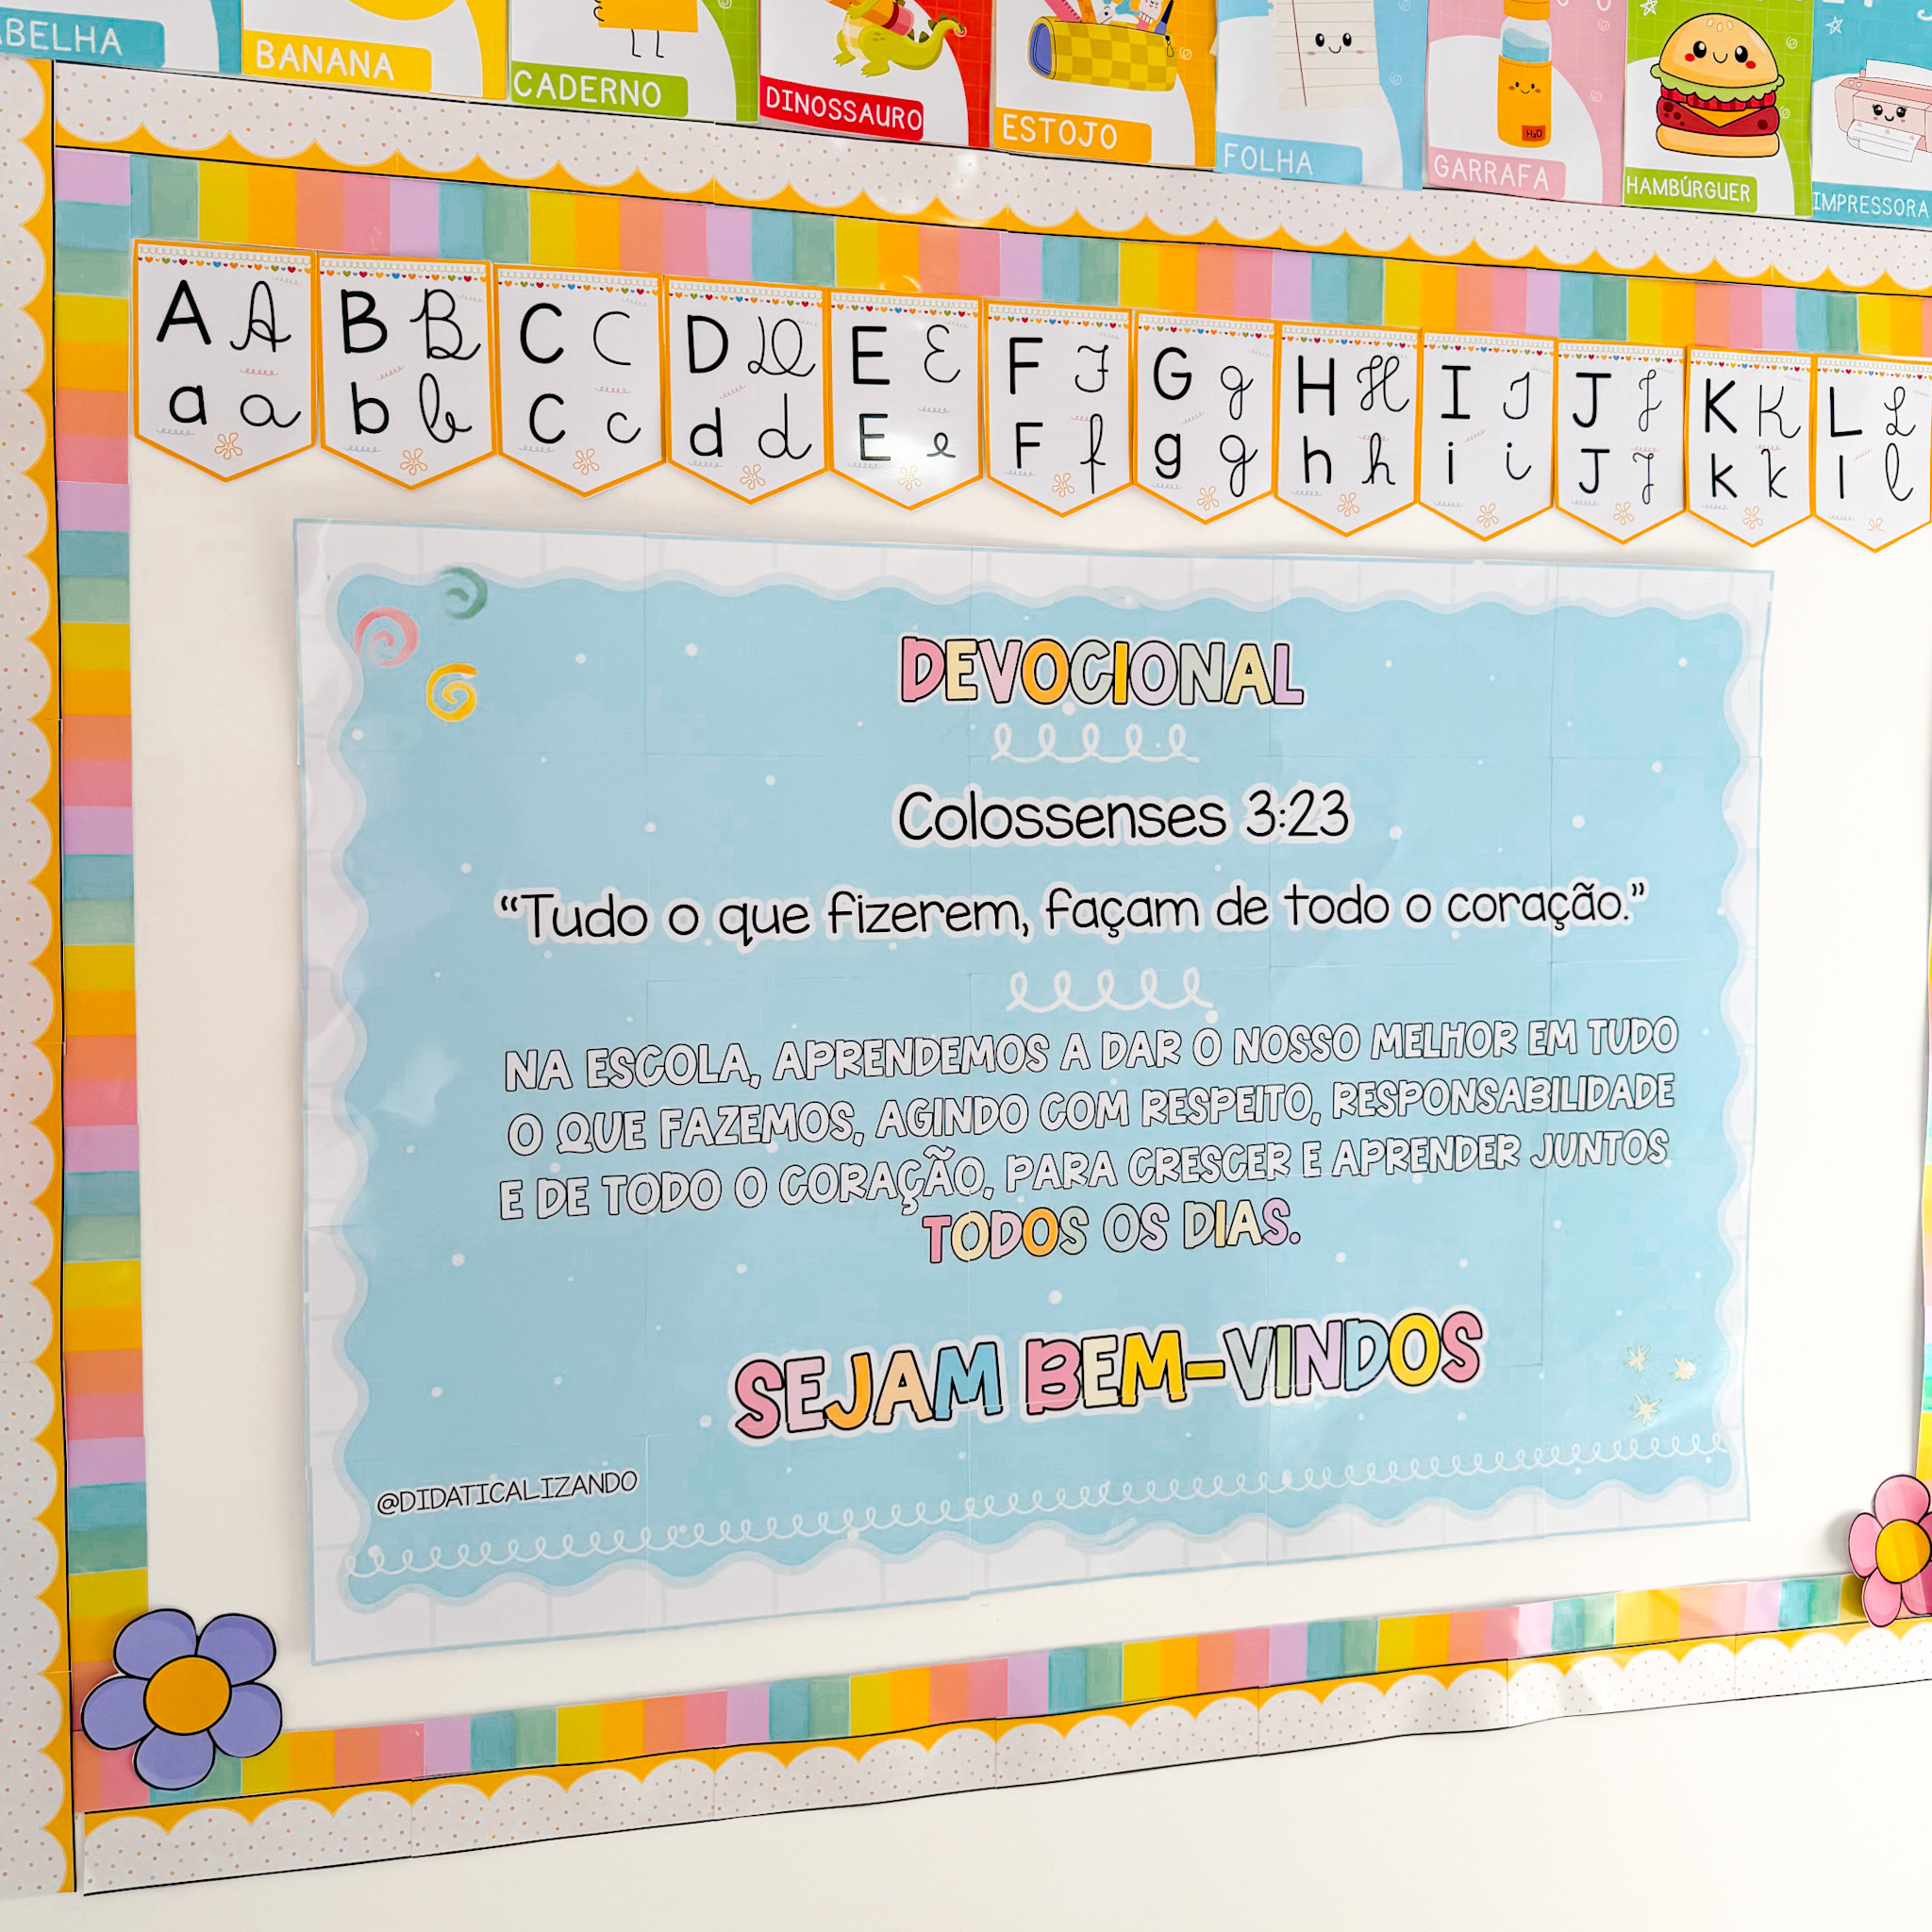 ABELHA BANANA CADERNO DINOSSAURO ESTOJO FOLHA GARRAFA HAMBÚRGUER IMPRESSORA
H₂O
A A B B C C D D E E F F G g H H I I J J K K L L
a a b b C c d d E e F f g g h h i i J J k k l l
DEVOCIONAL
Colossenses 3:23
“Tudo o que fizerem, façam de todo o coração.”
NA ESCOLA, APRENDEMOS A DAR O NOSSO MELHOR EM TUDO
O QUE FAZEMOS, AGINDO COM RESPEITO, RESPONSABILIDADE
E DE TODO O CORAÇÃO, PARA CRESCER E APRENDER JUNTOS
TODOS OS DIAS.
SEJAM BEM-VINDOS
@DIDATICALIZANDO